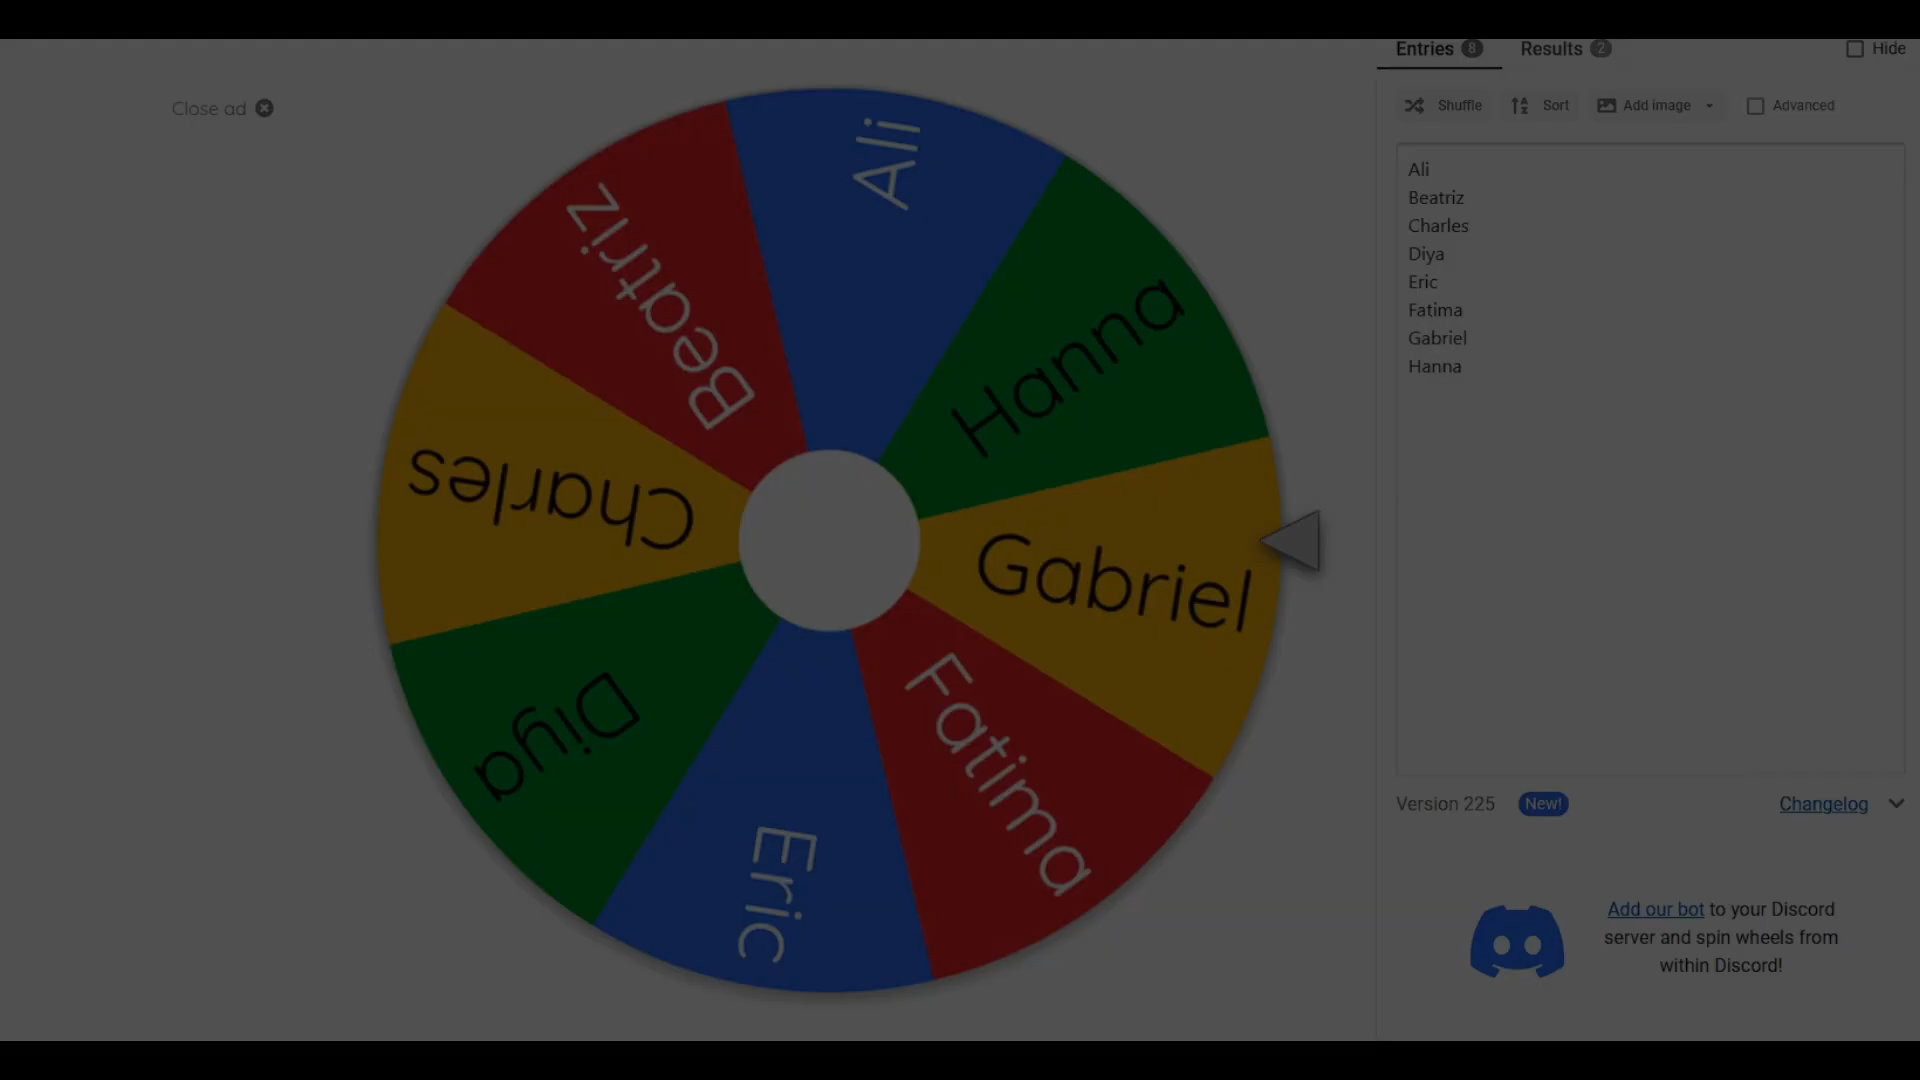 Entries 8 Results 2 Hide
Close ad
Shuffle Sort Add image Advanced
Ali
Beatriz
Charles
Diya
Eric
Fatima
Gabriel
Hanna
Ali
Hanna
Gabriel
Fatima
Eric
Diya
Charles
Beatriz
Version 225 New! Changelog
Add our bot to your Discord
server and spin wheels from
within Discord!